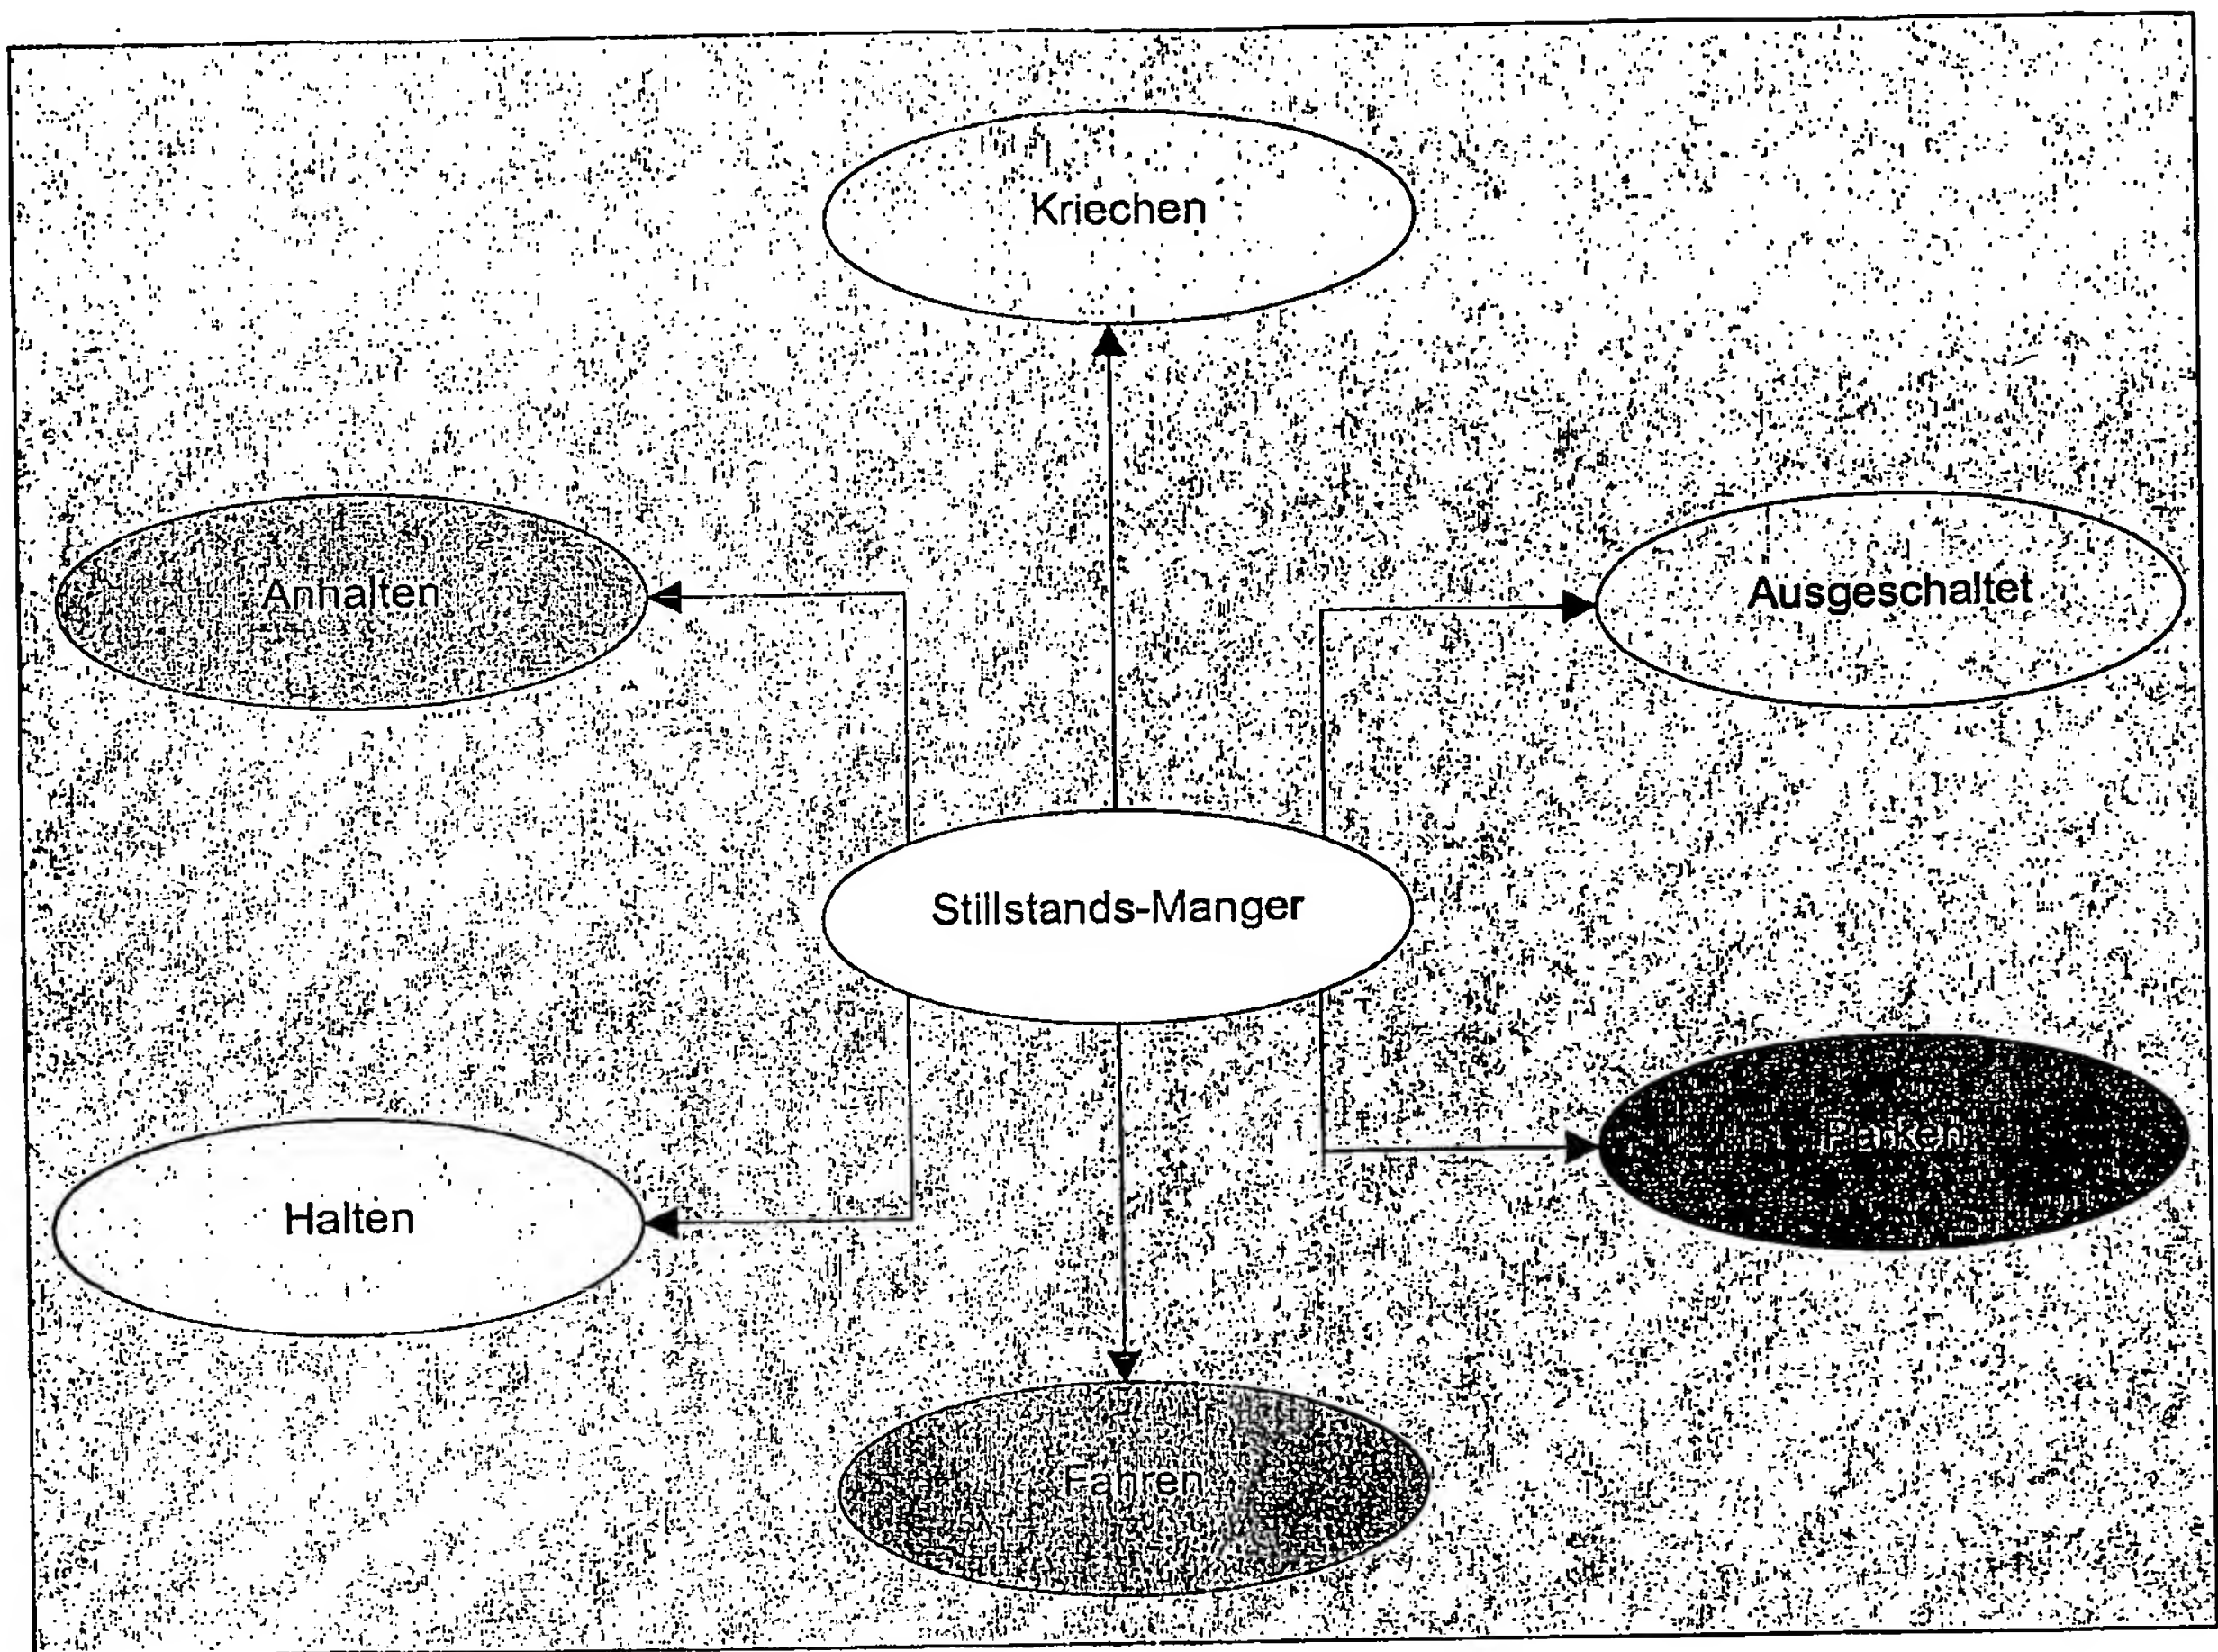 Kriechen
Anhalten
Ausgeschaltet
Stillstands-Manger
Parken
Halten
Fahren